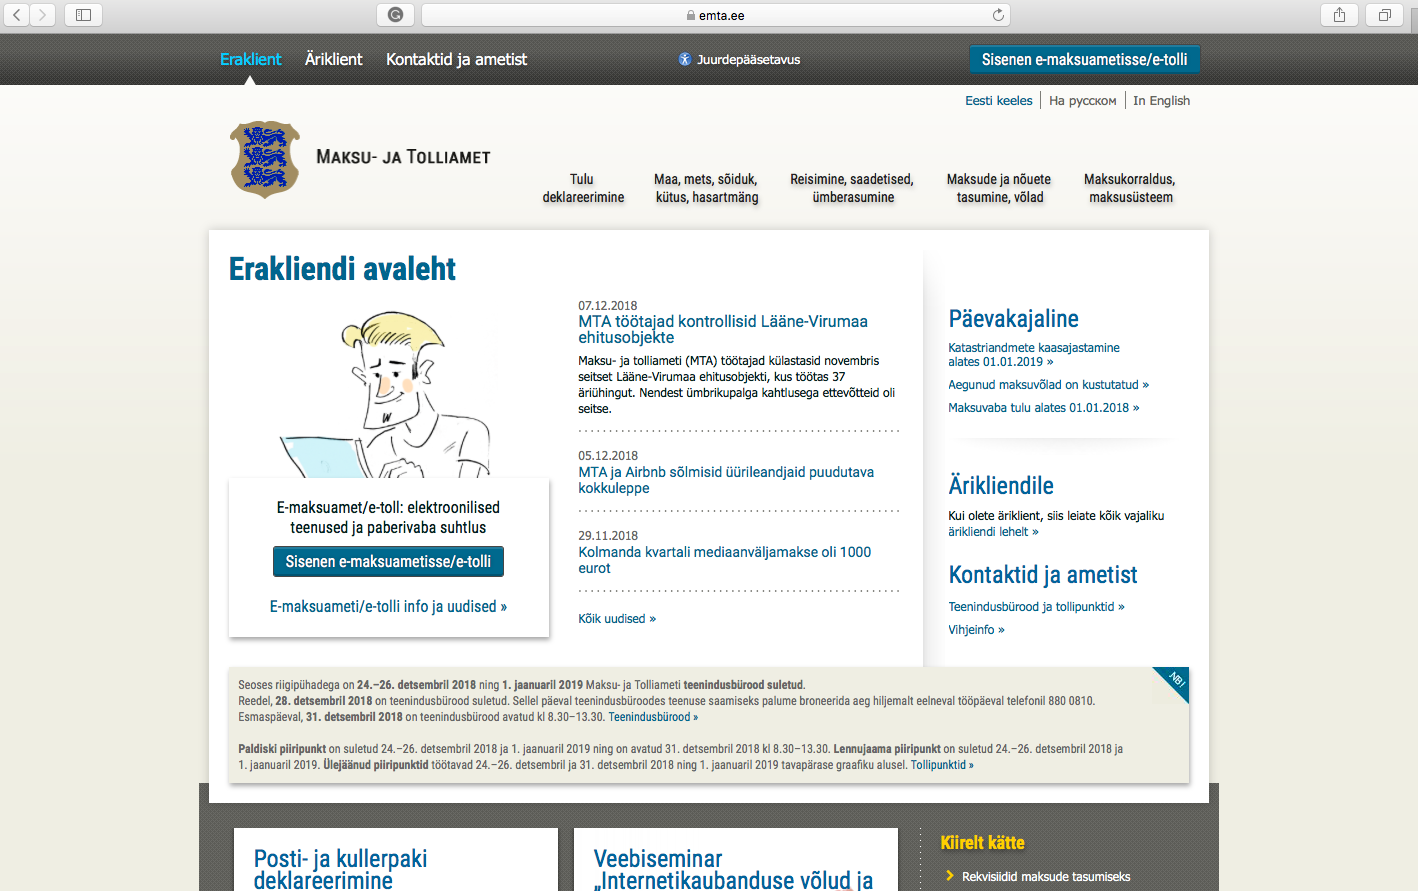 emta.ee
Eraklient
Äriklient
Kontaktid ja ametist
Juurdepääsetavus
Sisenen e-maksuametisse/e-tolli
Eesti keeles
На русском
In English
MAKSU- JA TOLLIAMET
Tulu
deklareerimine
Maa, mets, sõiduk,
kütus, hasartmäng
Reisimine, saadetised,
ümberasumine
Maksude ja nõuete
tasumine, võlad
Maksukorraldus,
maksusüsteem
Erakliendi avaleht
E-maksuamet/e-toll: elektroonilised
teenused ja paberivaba suhtlus
Sisenen e-maksuametisse/e-tolli
E-maksuameti/e-tolli info ja uudised »
07.12.2018
MTA töötajad kontrollisid Lääne-Virumaa
ehitusobjekte
Maksu- ja tolliameti (MTA) töötajad külastasid novembris
seitset Lääne-Virumaa ehitusobjekti, kus töötas 37
äriühingut. Nendest ümbrikupalga kahtlusega ettevõtteid oli
seitse.
05.12.2018
MTA ja Airbnb sõlmisid üürileandjaid puudutava
kokkuleppe
29.11.2018
Kolmanda kvartali mediaanväljamakse oli 1000
eurot
Kõik uudised »
Päevakajaline
Katastriandmete kaasajastamine
alates 01.01.2019 »
Aegunud maksuvõlad on kustutatud »
Maksuvaba tulu alates 01.01.2018 »
Ärikliendile
Kui olete äriklient, siis leiate kõik vajaliku
ärikliendi lehelt »
Kontaktid ja ametist
Teenindusbürood ja tollipunktid »
Vihjeinfo »
NB!
Seoses riigipühadega on 24.–26. detsembril 2018 ning 1. jaanuaril 2019 Maksu- ja Tolliameti teenindusbürood suletud.
Reedel, 28. detsembril 2018 on teenindusbürood suletud. Sellel päeval teenindusbüroodes teenuse saamiseks palume broneerida aeg hiljemalt eelneval tööpäeval telefonil 880 0810.
Esmaspäeval, 31. detsembril 2018 on teenindusbürood avatud kl 8.30–13.30. Teenindusbürood »
Paldiski piiripunkt on suletud 24.–26. detsembril 2018 ja 1. jaanuaril 2019 ning on avatud 31. detsembril 2018 kl 8.30–13.30. Lennujaama piiripunkt on suletud 24.–26. detsembril 2018 ja
1. jaanuaril 2019. Ülejäänud piiripunktid töötavad 24.–26. detsembril ja 31. detsembril 2018 ning 1. jaanuaril 2019 tavapärase graafiku alusel. Tollipunktid »
Posti- ja kullerpaki
deklareerimine
Veebiseminar
„Internetikaubanduse võlud ja
Kiirelt kätte
Rekvisiidid maksude tasumiseks